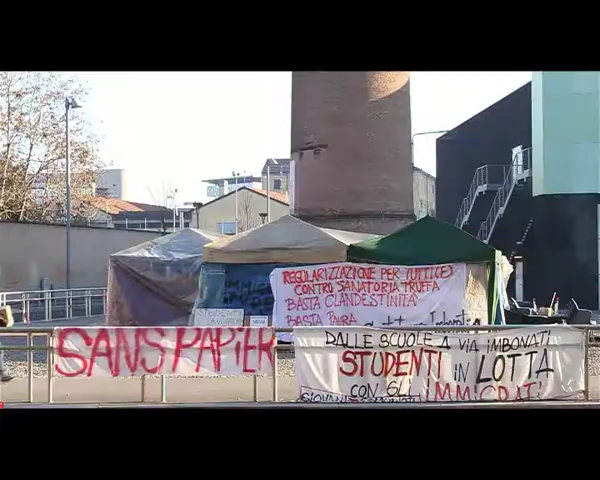 REGOLARIZZAZIONE PER TUTTI(E)
CONTRO SANATORIA TRUFFA
BASTA CLANDESTINITÀ
BASTA PAURA
SANS PAPIER
DALLE SCUOLE A VIA IMBONATI
STUDENTI IN LOTTA
CON GLI IMMIGRATI